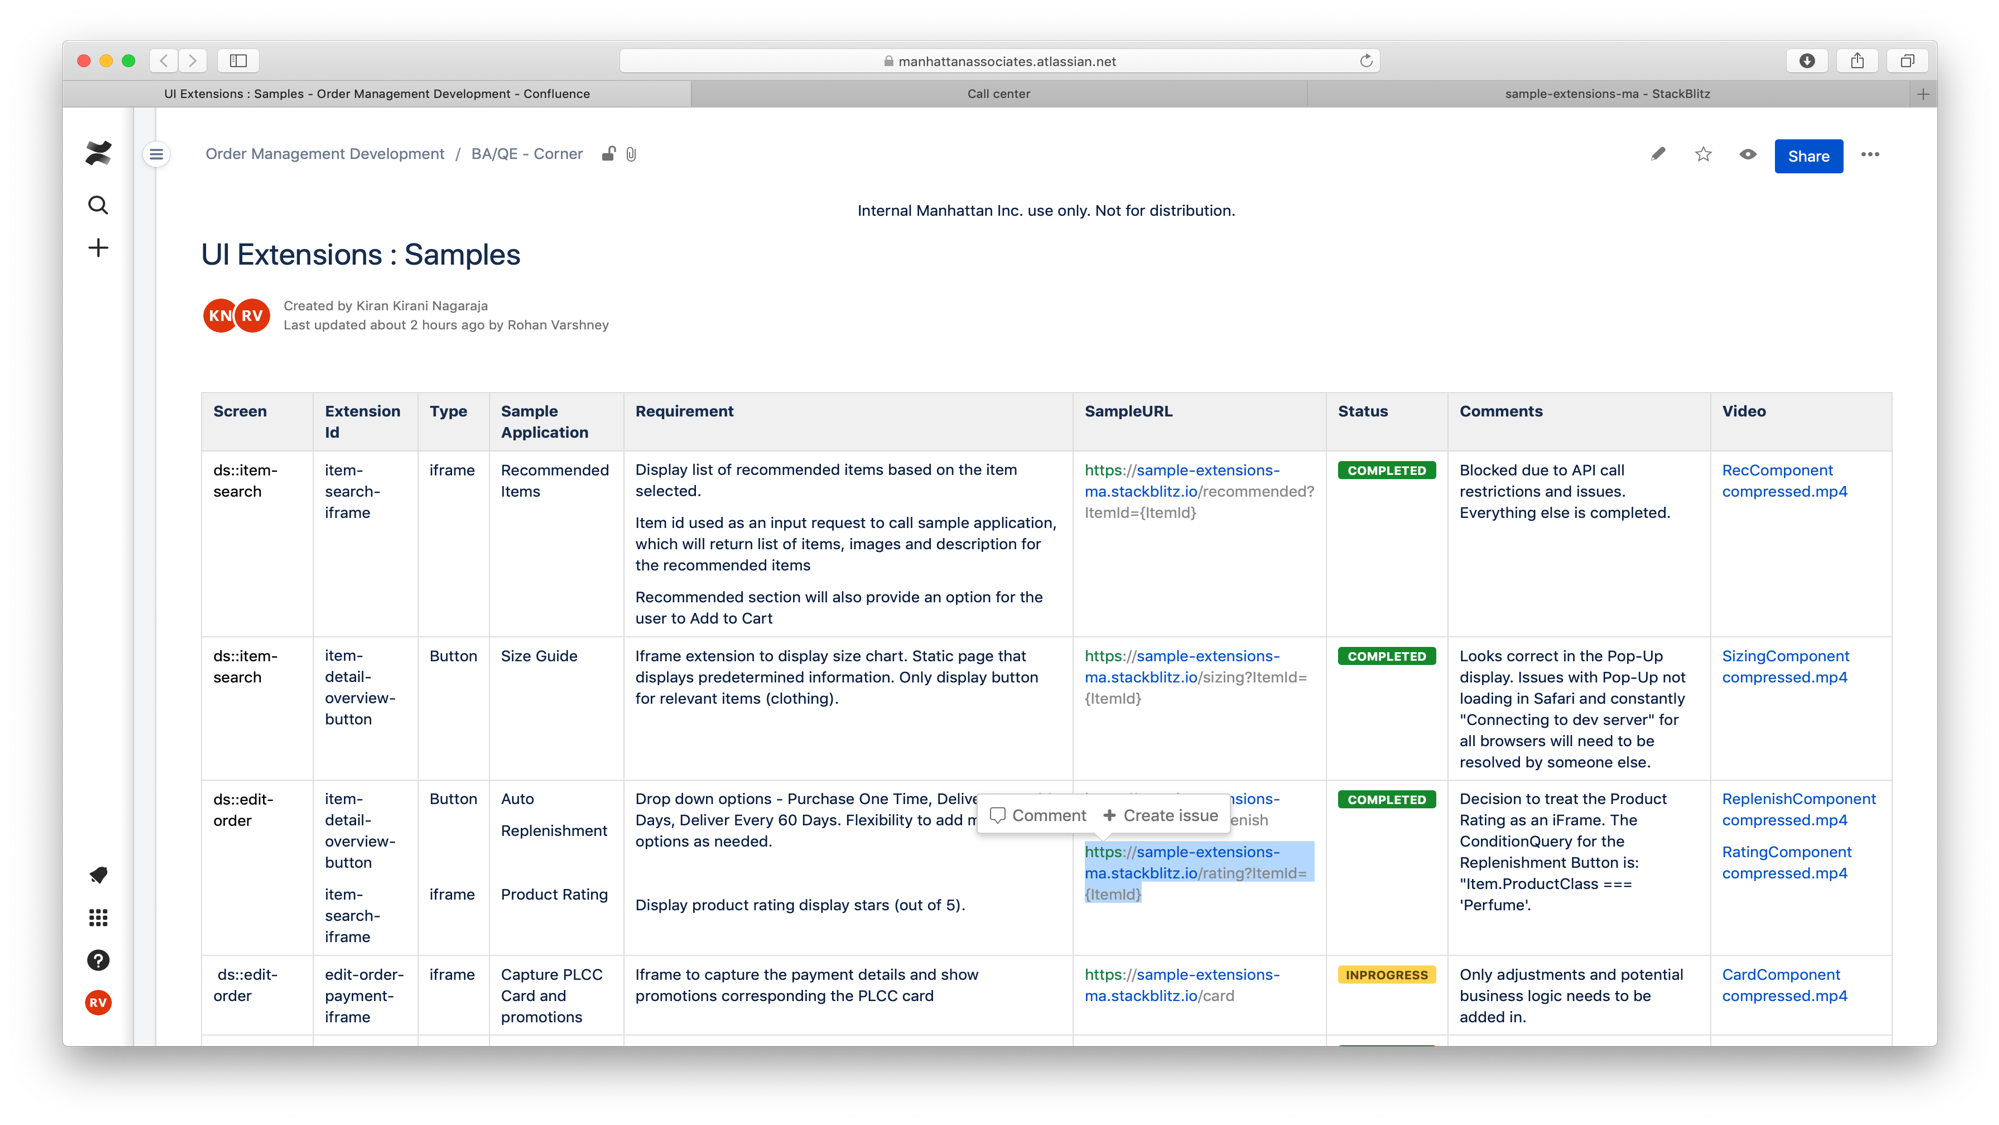 manhattanassociates.atlassian.net
UI Extensions : Samples - Order Management Development - Confluence
Call center
sample-extensions-ma - StackBlitz
Order Management Development / BA/QE - Corner
Share
Internal Manhattan Inc. use only. Not for distribution.
UI Extensions : Samples
KN
RV
Created by Kiran Kirani Nagaraja
Last updated about 2 hours ago by Rohan Varshney
Screen
Extension
Id
Type
Sample
Application
Requirement
SampleURL
Status
Comments
Video
ds::item-
search
item-
search-
iframe
iframe
Recommended
Items
Display list of recommended items based on the item
selected.
Item id used as an input request to call sample application,
which will return list of items, images and description for
the recommended items
Recommended section will also provide an option for the
user to Add to Cart
https://sample-extensions-
ma.stackblitz.io/recommended?
ItemId={ItemId}
COMPLETED
Blocked due to API call
restrictions and issues.
Everything else is completed.
RecComponent
compressed.mp4
ds::item-
search
item-
detail-
overview-
button
Button
Size Guide
Iframe extension to display size chart. Static page that
displays predetermined information. Only display button
for relevant items (clothing).
https://sample-extensions-
ma.stackblitz.io/sizing?ItemId=
{ItemId}
COMPLETED
Looks correct in the Pop-Up
display. Issues with Pop-Up not
loading in Safari and constantly
"Connecting to dev server" for
all browsers will need to be
resolved by someone else.
SizingComponent
compressed.mp4
ds::edit-
order
item-
detail-
overview-
button
item-
search-
iframe
Button
iframe
Auto
Replenishment
Product Rating
Drop down options - Purchase One Time,
Days, Deliver Every 60 Days. Flexibility to add
options as needed.
Display product rating display stars (out of 5).
Comment
Create issue
https://sample-extensions-
ma.stackblitz.io/rating?ItemId=
{ItemId}
COMPLETED
Decision to treat the Product
Rating as an iFrame. The
ConditionQuery for the
Replenishment Button is:
"Item.ProductClass ===
'Perfume'.
ReplenishComponent
compressed.mp4
RatingComponent
compressed.mp4
ds::edit-
order
edit-order-
payment-
iframe
iframe
Capture PLCC
Card and
promotions
Iframe to capture the payment details and show
promotions corresponding the PLCC card
https://sample-extensions-
ma.stackblitz.io/card
INPROGRESS
Only adjustments and potential
business logic needs to be
added in.
CardComponent
compressed.mp4
RV